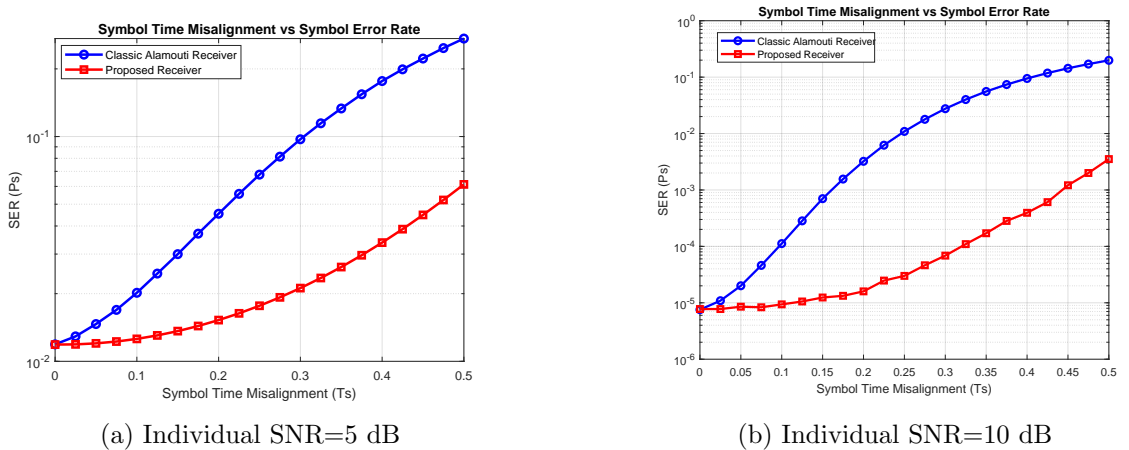 Symbol Time Misalignment vs Symbol Error Rate
Classic Alamouti Receiver
Proposed Receiver
SER (Ps)
10^-1
10^-2
0 0.1 0.2 0.3 0.4 0.5
Symbol Time Misalignment (Ts)
(a) Individual SNR=5 dB
Symbol Time Misalignment vs Symbol Error Rate
Classic Alamouti Receiver
Proposed Receiver
SER (Ps)
10^0
10^-1
10^-2
10^-3
10^-4
10^-5
10^-6
0 0.05 0.1 0.15 0.2 0.25 0.3 0.35 0.4 0.45 0.5
Symbol Time Misalignment (Ts)
(b) Individual SNR=10 dB